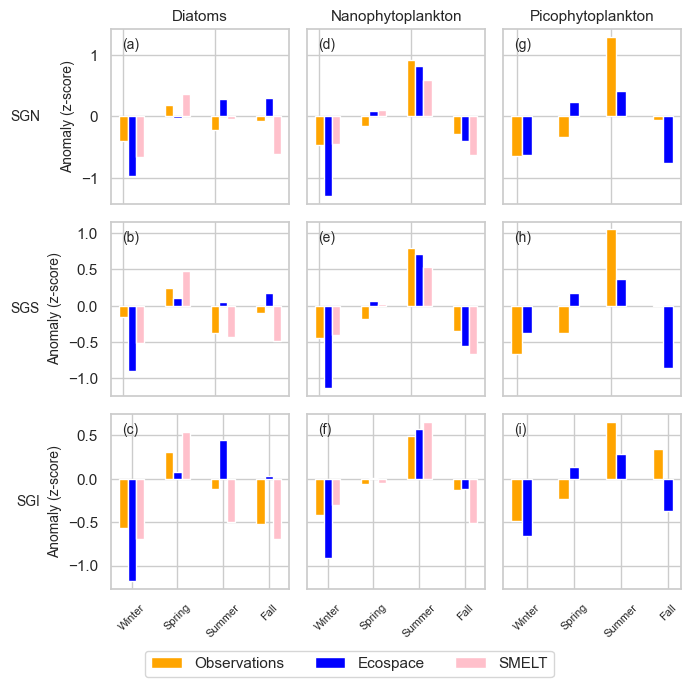 Diatoms Nanophytoplankton Picophytoplankton
(a) (d) (g)
SGN
Anomaly (z-score)
1
0
−1
(b) (e) (h)
SGS
Anomaly (z-score)
1.0
0.5
0.0
−0.5
−1.0
(c) (f) (i)
SGI
Anomaly (z-score)
0.5
0.0
−0.5
−1.0
Winter Spring Summer Fall Winter Spring Summer Fall Winter Spring Summer Fall
Observations Ecospace SMELT